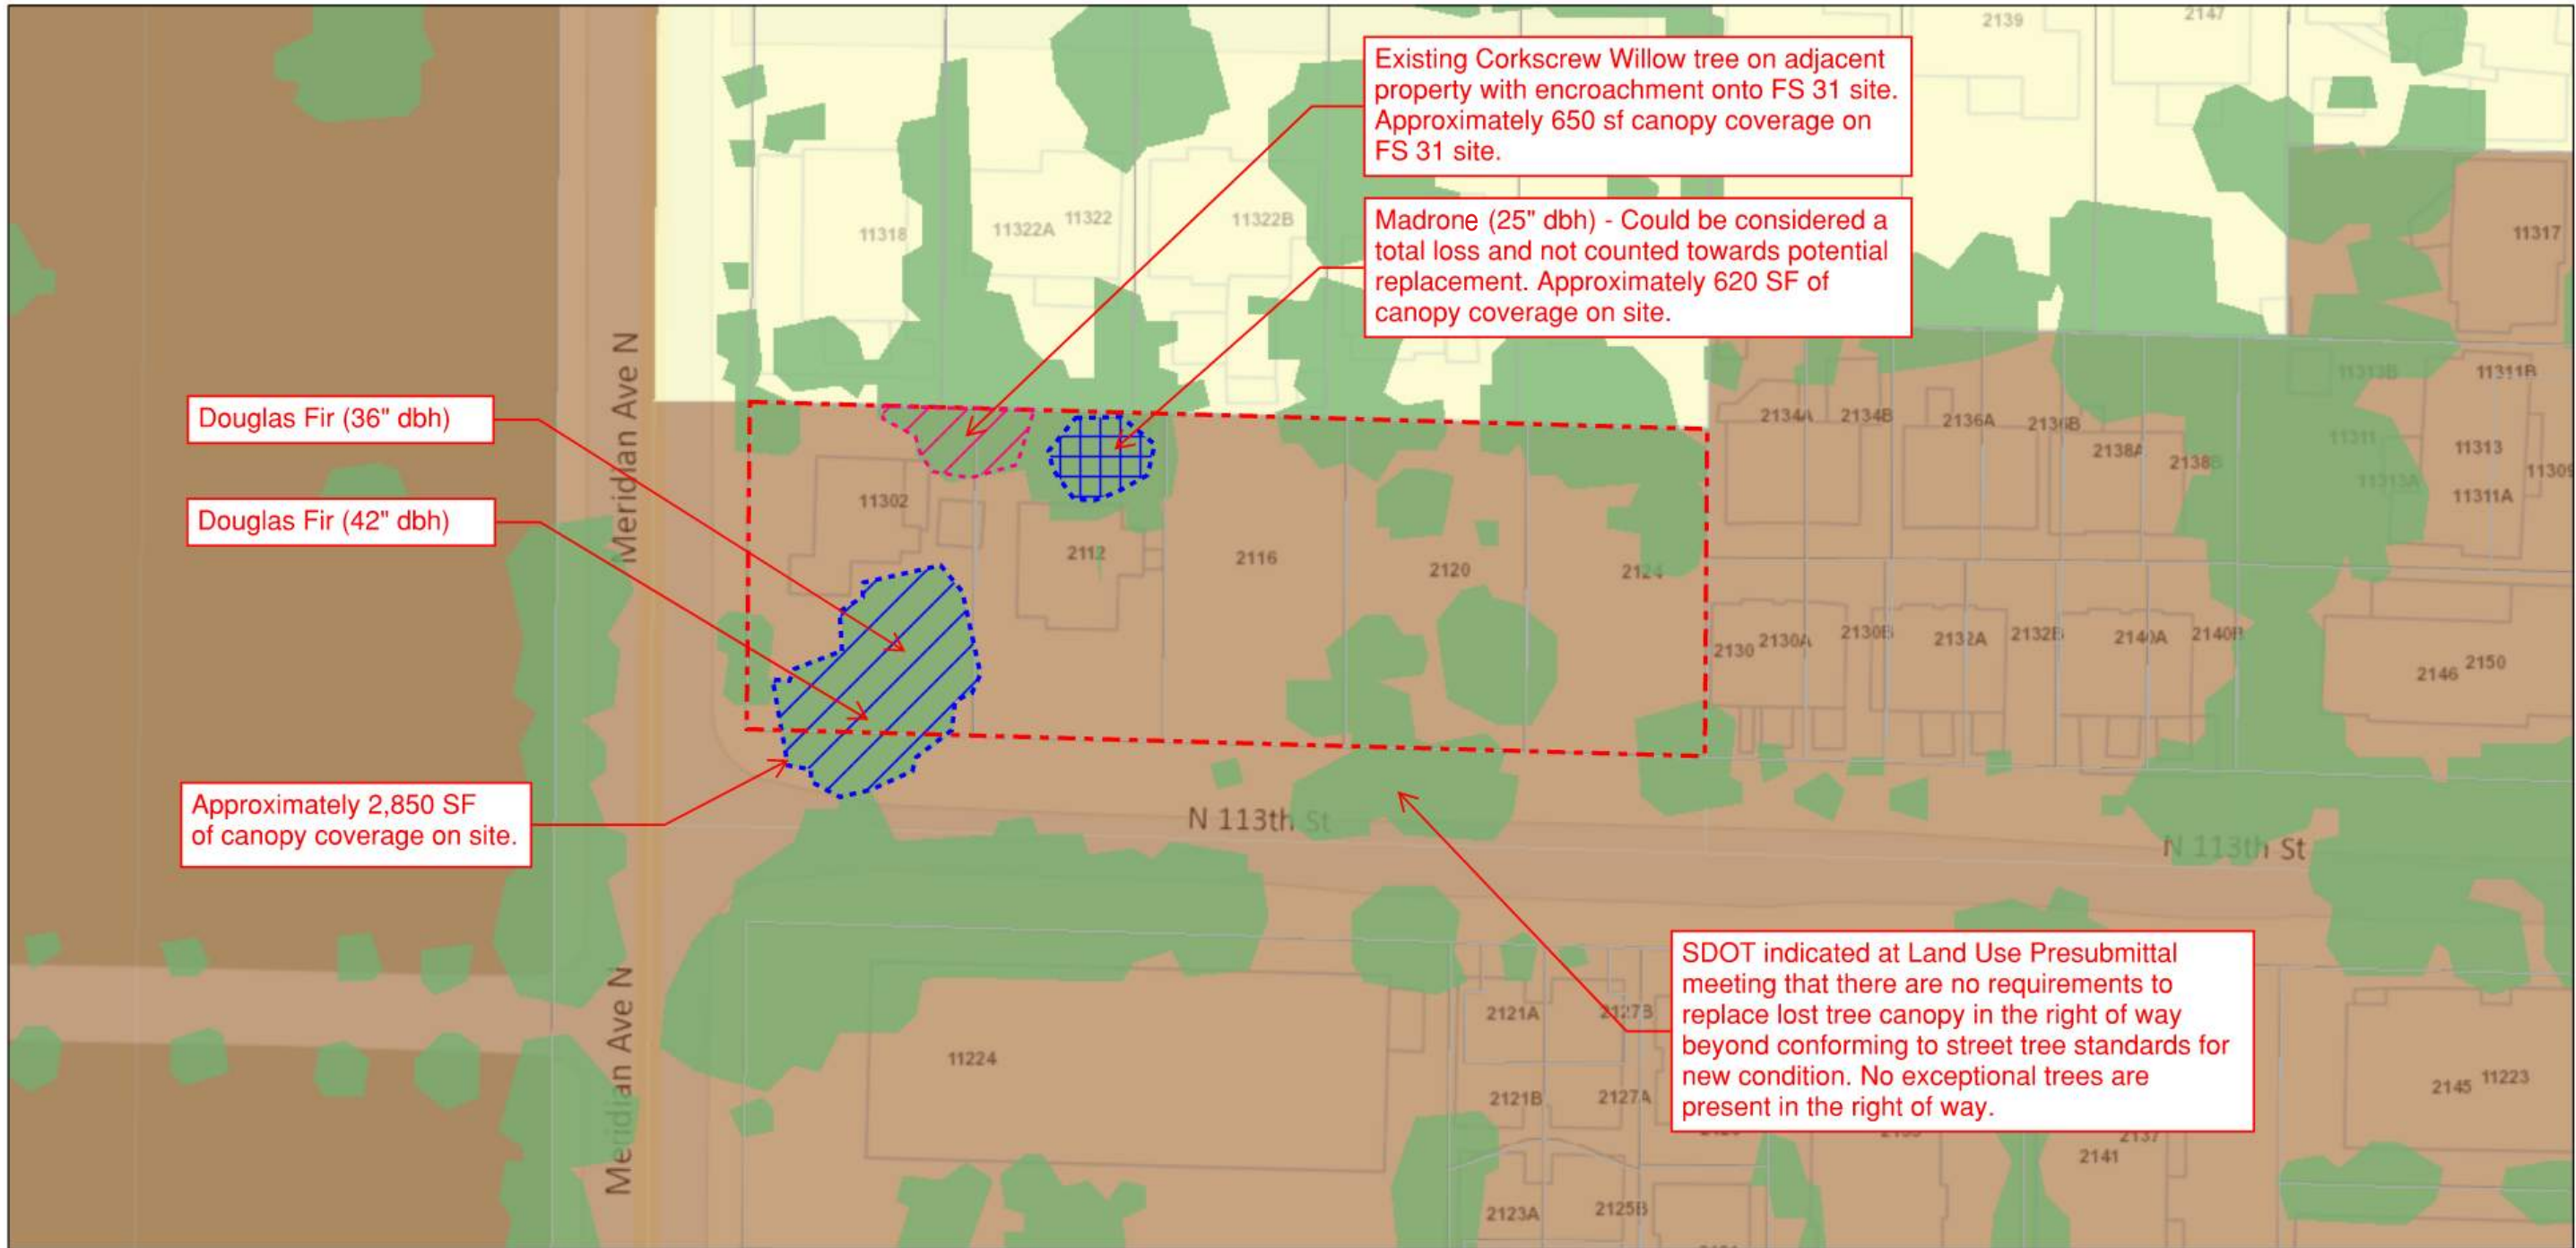 2139
2147
Existing Corkscrew Willow tree on adjacent
property with encroachment onto FS 31 site.
Approximately 650 sf canopy coverage on
FS 31 site.
Madrone (25" dbh) - Could be considered a
total loss and not counted towards potential
replacement. Approximately 620 SF of
canopy coverage on site.
11318
11322A
11322
11322B
11317
Meridian Ave N
Douglas Fir (36" dbh)
Douglas Fir (42" dbh)
Approximately 2,850 SF
of canopy coverage on site.
11302
2112
2116
2120
2124
2134A
2134B
2136A
2136B
2138A
2138B
11313B
11311B
11311
11313
11313A
11311A
2130
2130A
2130B
2132A
2132B
2140A
2140B
2146
2150
N 113th St
N 113th St
SDOT indicated at Land Use Presubmittal
meeting that there are no requirements to
replace lost tree canopy in the right of way
beyond conforming to street tree standards for
new condition. No exceptional trees are
present in the right of way.
Meridian Ave N
11224
2121A
2127B
2121B
2127A
2123A
2125B
2137
2141
2145
11223